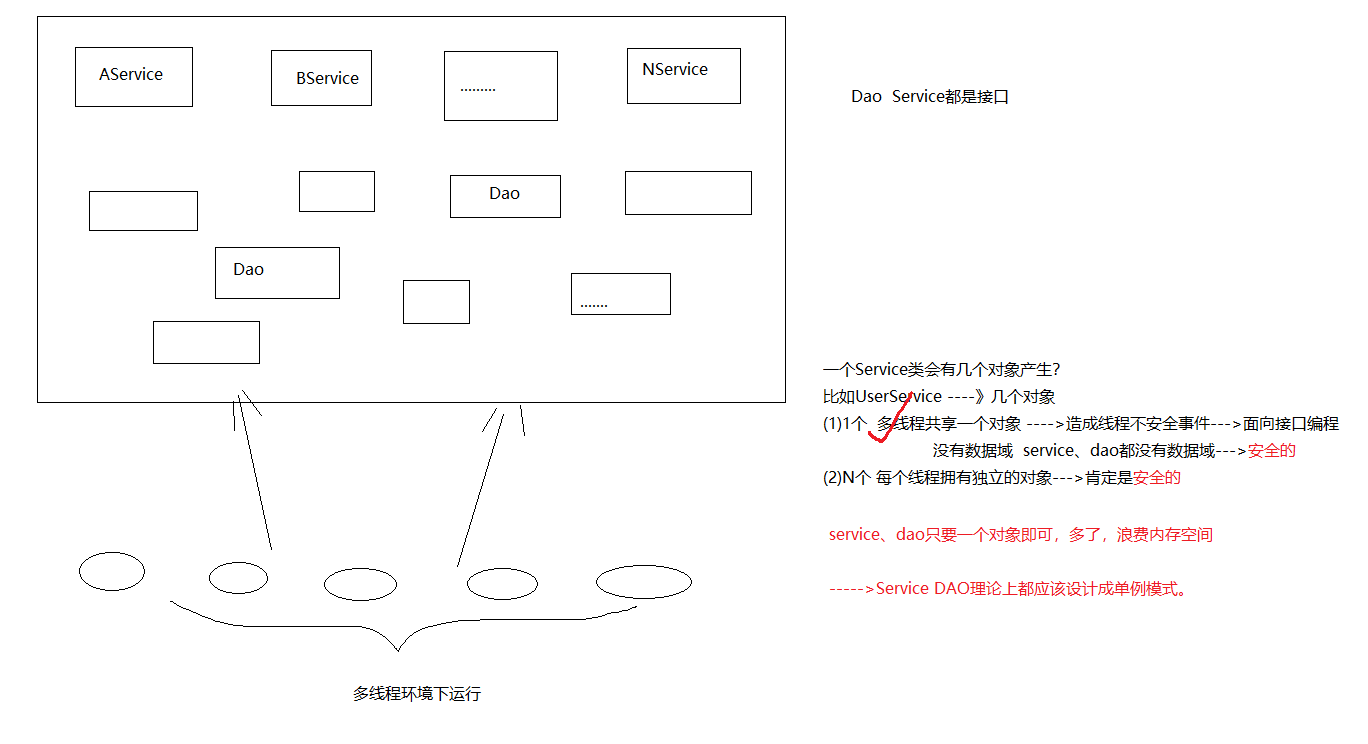 AService
BService
.........
NService
Dao  Service都是接口
Dao
Dao
.......
一个Service类会有几个对象产生?
比如UserService ----》几个对象
(1)1个  多线程共享一个对象 ---->造成线程不安全事件--->面向接口编程
没有数据域  service、dao都没有数据域--->安全的
(2)N个 每个线程拥有独立的对象--->肯定是安全的
service、dao只要一个对象即可，多了，浪费内存空间
----->Service DAO理论上都应该设计成单例模式。
多线程环境下运行